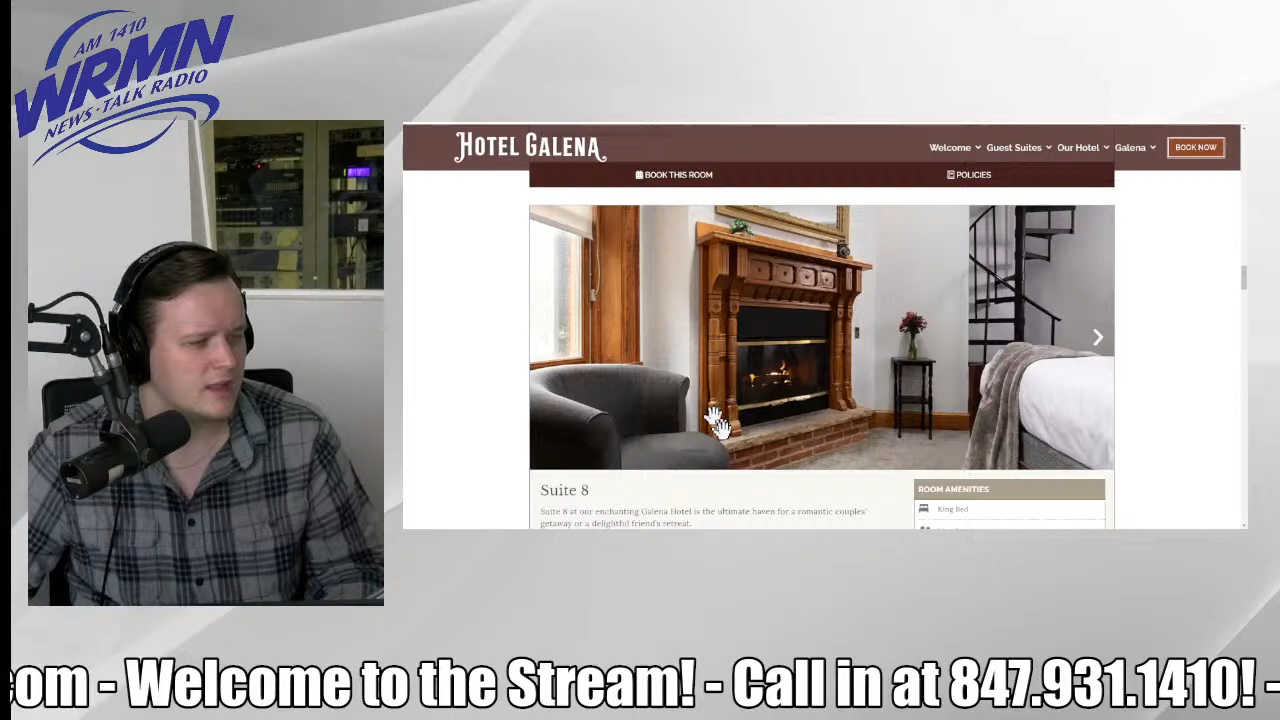 AM 1410
WRMN
NEWS·TALK RADIO
HOTEL GALENA
Welcome Guest Suites Our Hotel Galena BOOK NOW
BOOK THIS ROOM POLICIES
Suite 8
Suite 8 at our enchanting Galena Hotel is the ultimate haven for a romantic couples'
getaway or a delightful friend's retreat.
ROOM AMENITIES
King Bed
com - Welcome to the Stream! - Call in at 847.931.1410! -